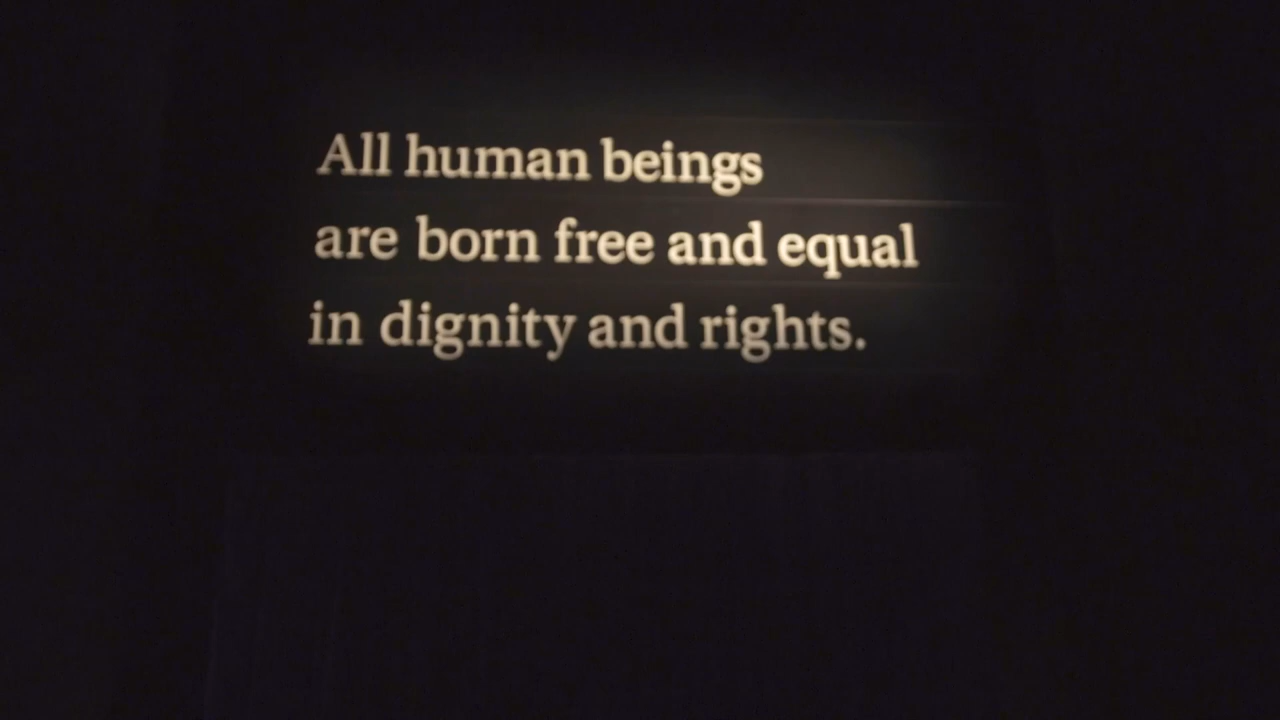 All human beings
are born free and equal
in dignity and rights.